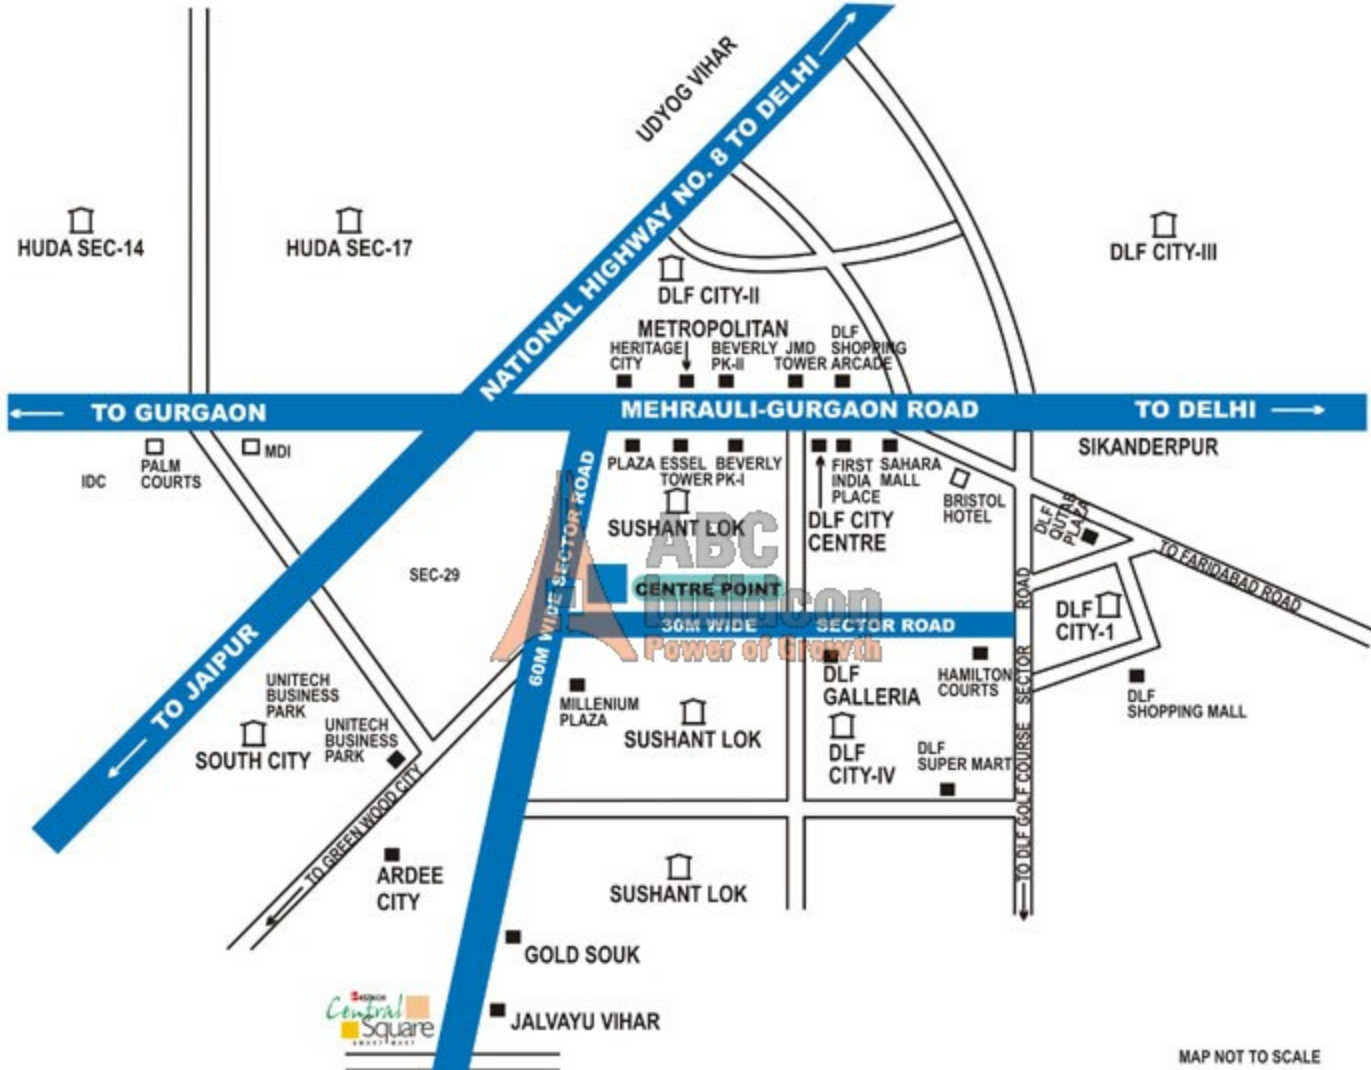 UDYOG VIHAR
NATIONAL HIGHWAY NO. 8 TO DELHI
HUDA SEC-14
HUDA SEC-17
DLF CITY-III
DLF CITY-II
METROPOLITAN
HERITAGE
CITY
BEVERLY
PK-II
JMD
TOWER
DLF
SHOPPING
ARCADE
TO GURGAON
MEHRAULI-GURGAON ROAD
TO DELHI
IDC
PALM
COURTS
MDI
PLAZA
ESSEL
TOWER
BEVERLY
PK-I
FIRST
INDIA
PLACE
SAHARA
MALL
SIKANDERPUR
BRISTOL
HOTEL
DLF
QUTAB
PLAZA
SUSHANT LOK
DLF CITY
CENTRE
60M WIDE SECTOR ROAD
ABC
buildcon
Power of Growth
SEC-29
CENTRE POINT
30M WIDE SECTOR ROAD
TO FARIDABAD ROAD
DLF
CITY-1
TO JAIPUR
UNITECH
BUSINESS
PARK
UNITECH
BUSINESS
PARK
SOUTH CITY
MILLENIUM
PLAZA
SUSHANT LOK
DLF
GALLERIA
HAMILTON
COURTS
DLF
SHOPPING MALL
DLF
CITY-IV
DLF
SUPER MART
TO DLF GOLF COURSE SECTOR ROAD
TO GREEN WOOD CITY
ARDEE
CITY
SUSHANT LOK
GOLD SOUK
Central
Square
JALVAYU VIHAR
MAP NOT TO SCALE